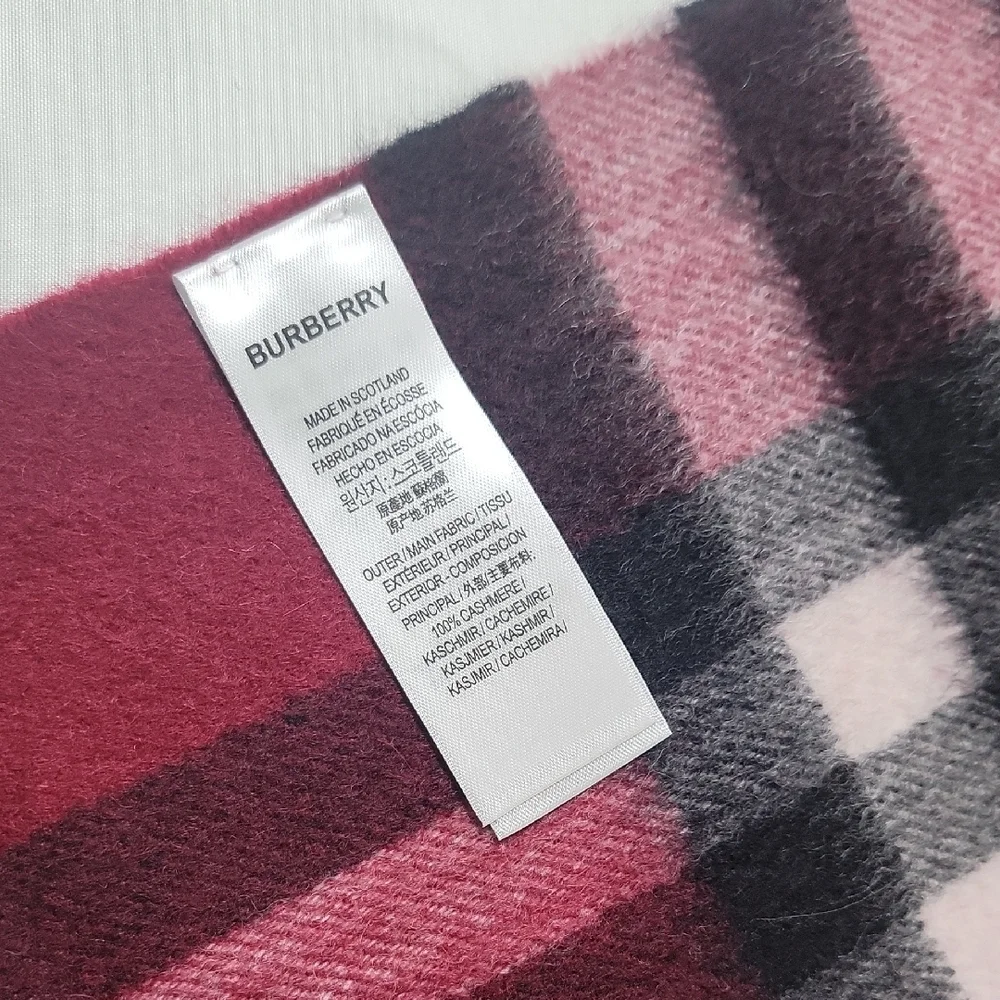 BURBERRY
MADE IN SCOTLAND
FABRIQUÉ EN ÉCOSSE
FABRICADO NA ESCÓCIA
HECHO EN ESCOCIA
원산지: 스코틀랜드
原產地 蘇格蘭
原产地 苏格兰
OUTER / MAIN FABRIC / TISSU
EXTÉRIEUR / PRINCIPAL /
EXTERIOR - COMPOSICIÓN
PRINCIPAL / 外部/主要布料:
100% CASHMERE /
KASCHMIR / CACHEMIRE /
KASJMIER / KASHMIR /
KASJMIR / CACHEMIRA /